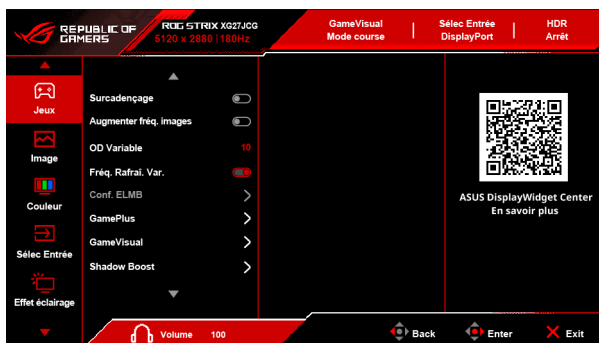 REPUBLIC OF
GAMERS
ROG STRIX XG27JCG
5120 x 2880 | 180Hz
GameVisual
Mode course
Sélec Entrée
DisplayPort
HDR
Arrêt
Jeux
Image
Couleur
Sélec Entrée
Effet éclairage
Surcadençage
Augmenter fréq. images
OD Variable 10
Fréq. Rafraî. Var.
Conf. ELMB
GamePlus
GameVisual
Shadow Boost
ASUS DisplayWidget Center
En savoir plus
Volume 100
Back
Enter
Exit